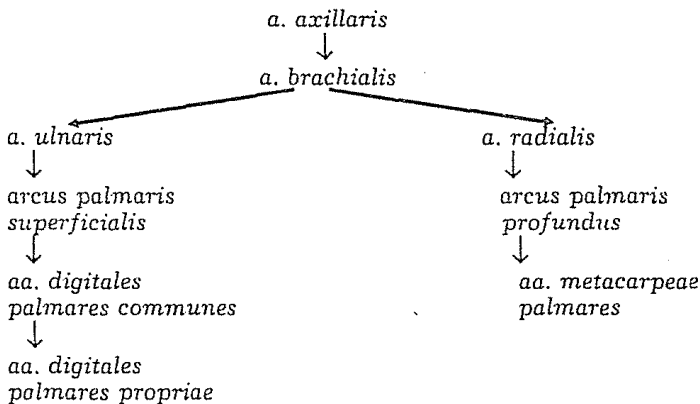 a. axillaris
a. brachialis
a. ulnaris
a. radialis
arcus palmaris
superficialis
arcus palmaris
profundus
aa. digitales
palmares communes
aa. metacarpeae
palmares
aa. digitales
palmares propriae